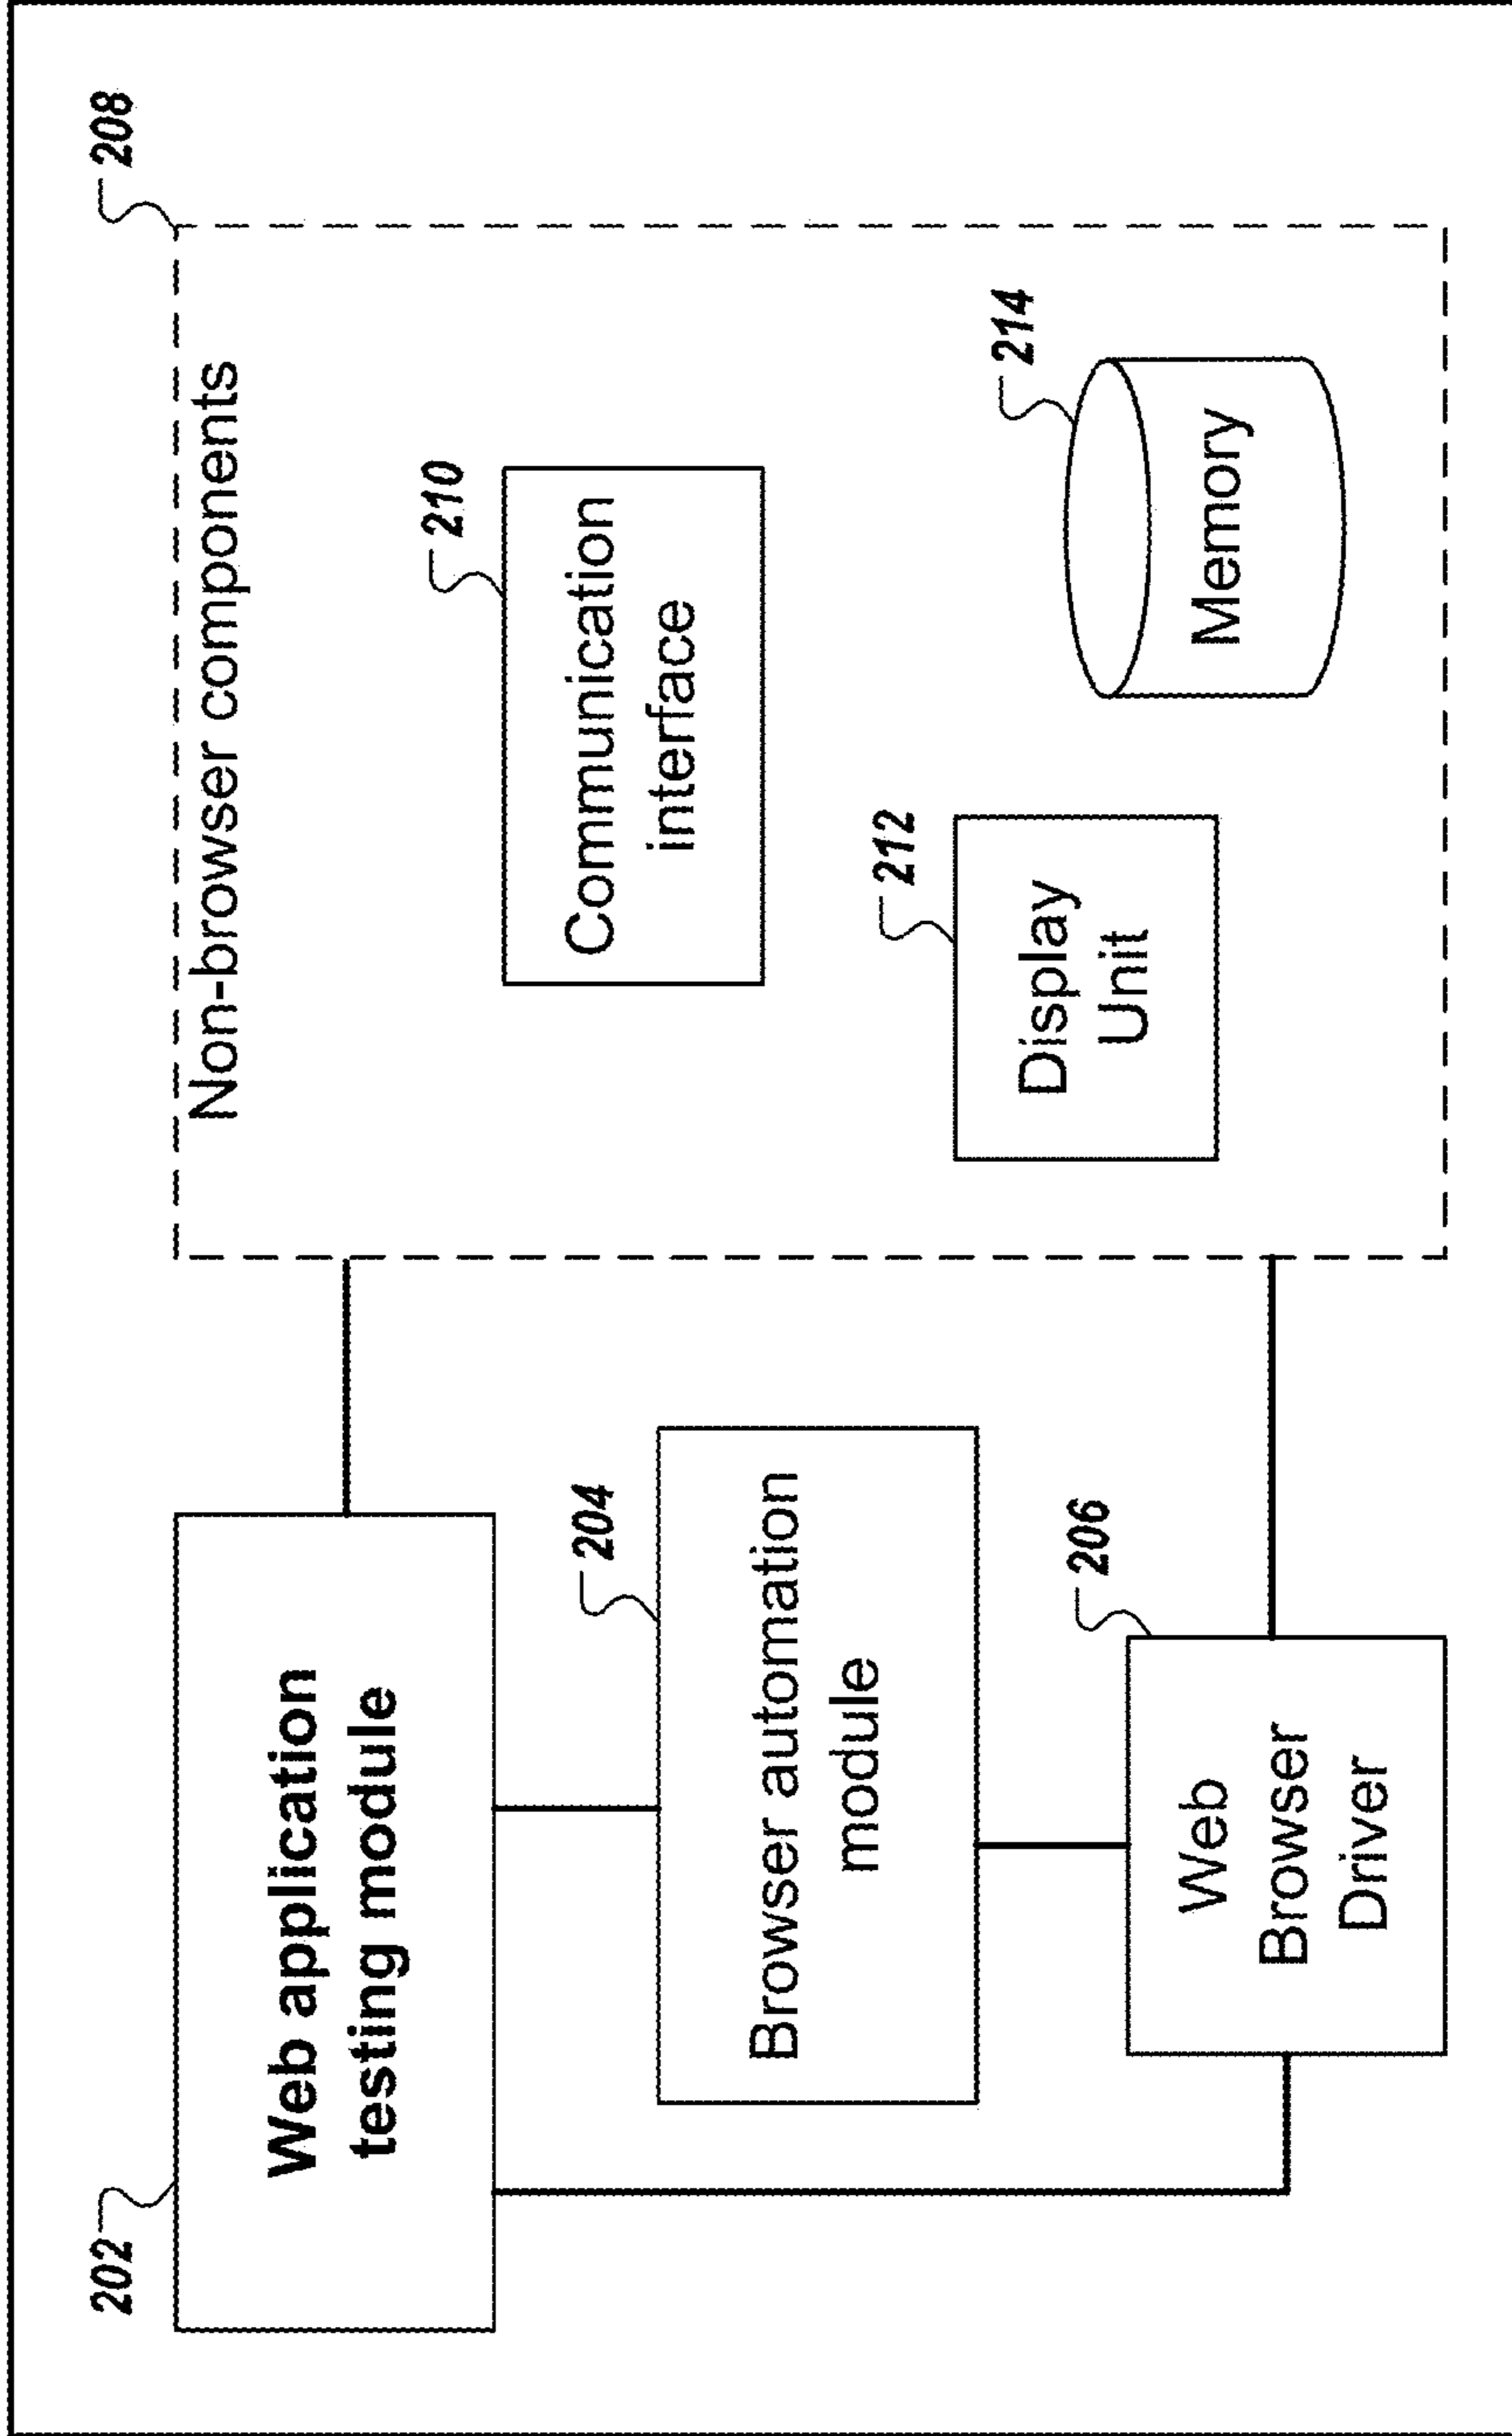 202
Web application
testing module
204
Browser automation
module
206
Web
Browser
Driver
208
Non-browser components
210
Communication
interface
212
Display
Unit
214
Memory